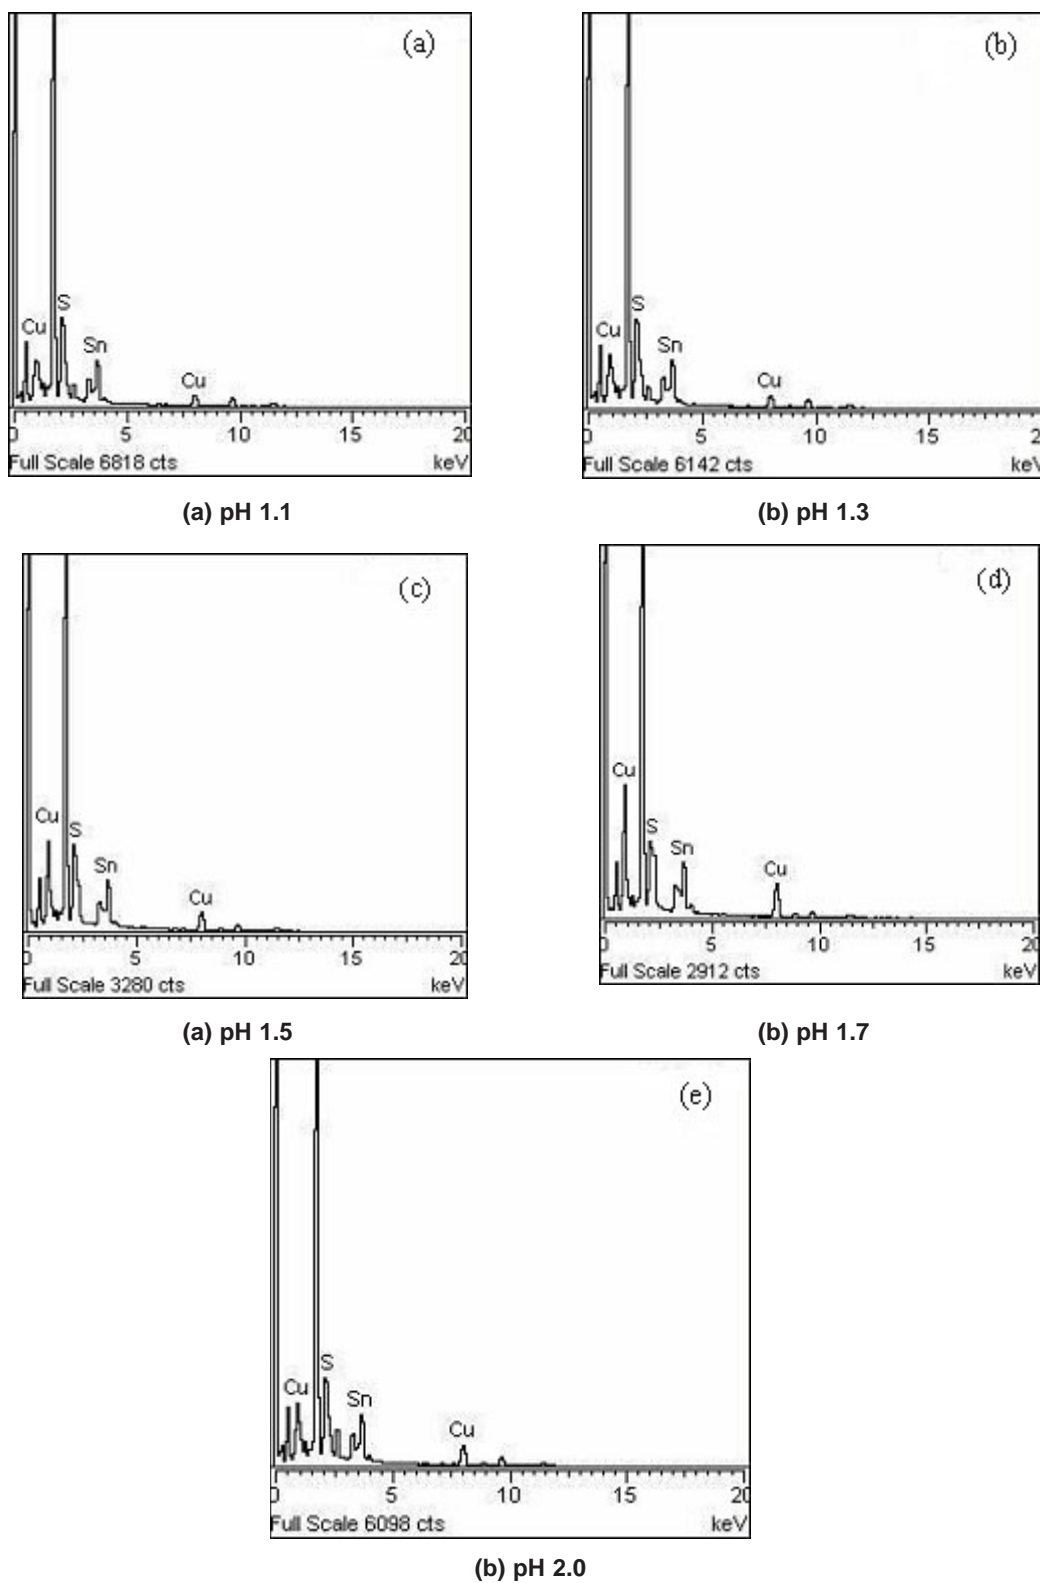 (a)
S
Cu
Sn
Cu
0 5 10 15 20
Full Scale 6818 cts keV
(a) pH 1.1
(b)
S
Cu
Sn
Cu
0 5 10 15 20
Full Scale 6142 cts keV
(b) pH 1.3
(c)
Cu
S
Sn
Cu
0 5 10 15 20
Full Scale 3280 cts keV
(a) pH 1.5
(d)
Cu
S
Sn
Cu
0 5 10 15 20
Full Scale 2912 cts keV
(b) pH 1.7
(e)
S
Cu
Sn
Cu
0 5 10 15 20
Full Scale 6098 cts keV
(b) pH 2.0